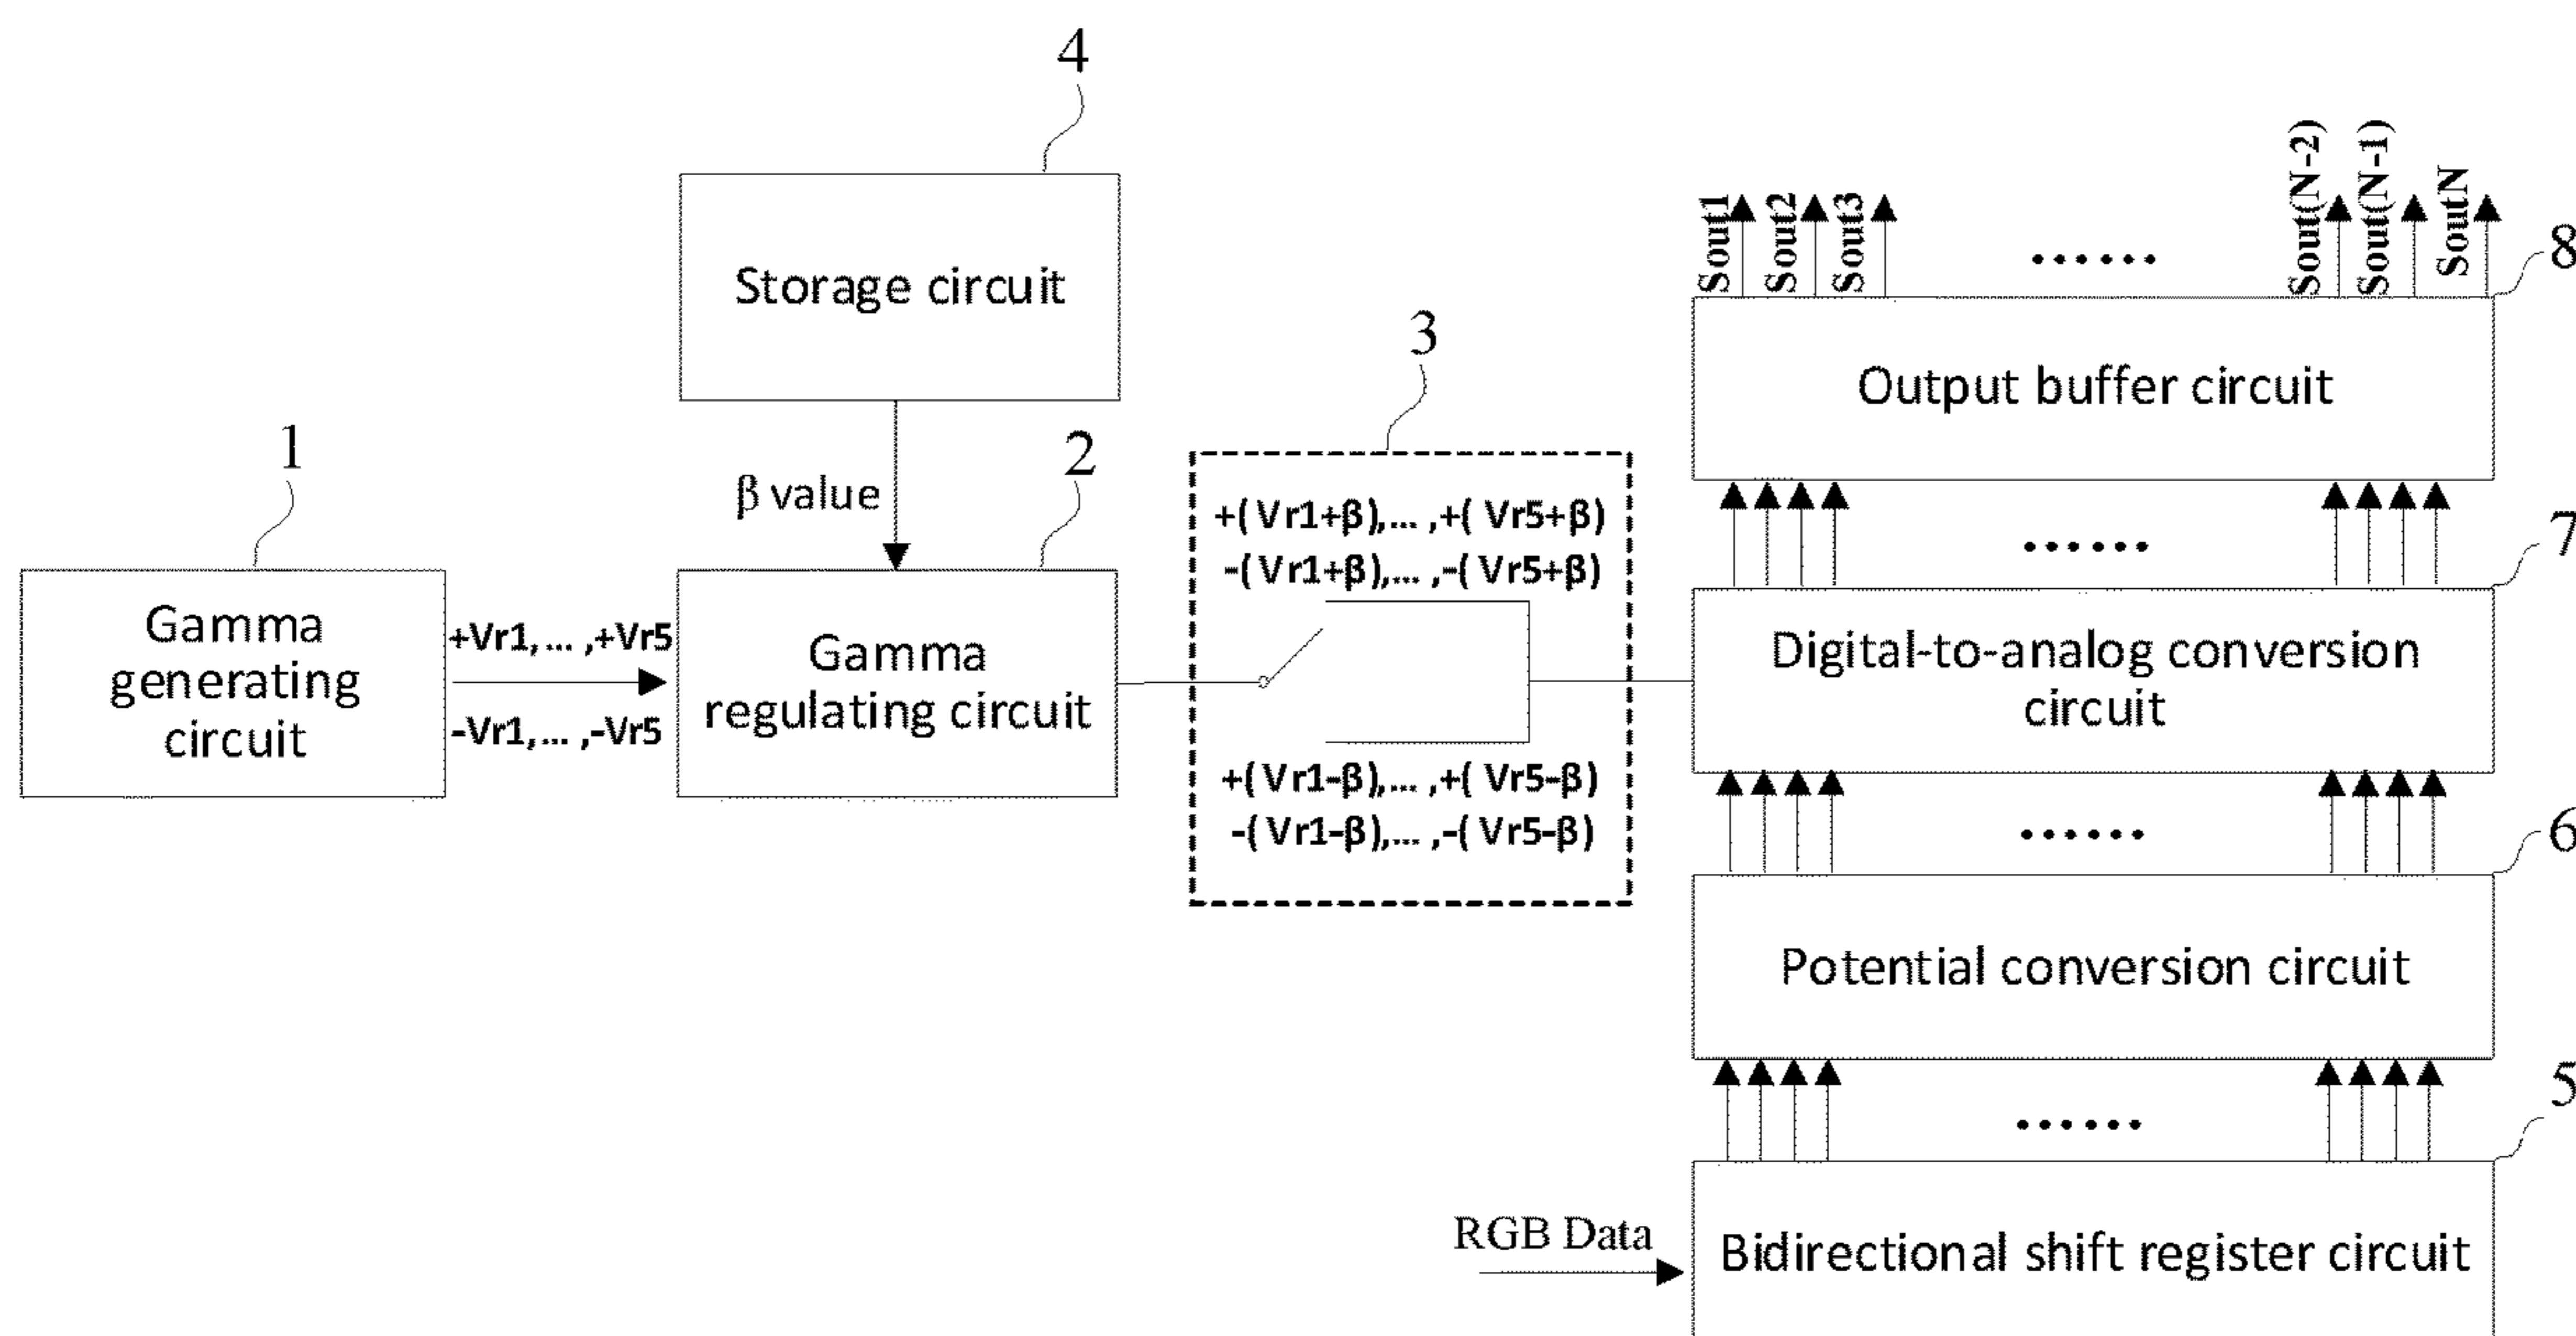 4
Storage circuit
β value
1
Gamma
generating
circuit
+Vr1,... ,+Vr5
-Vr1,... ,-Vr5
2
Gamma
regulating circuit
3
+( Vr1+β),... ,+( Vr5+β)
-( Vr1+β),... ,-( Vr5+β)
+( Vr1-β),... ,+( Vr5-β)
-( Vr1-β),... ,-( Vr5-β)
Sout1
Sout2
Sout3
......
Sout(N-2)
Sout(N-1)
SoutN
8
Output buffer circuit
......
7
Digital-to-analog conversion
circuit
......
6
Potential conversion circuit
......
5
RGB Data
Bidirectional shift register circuit